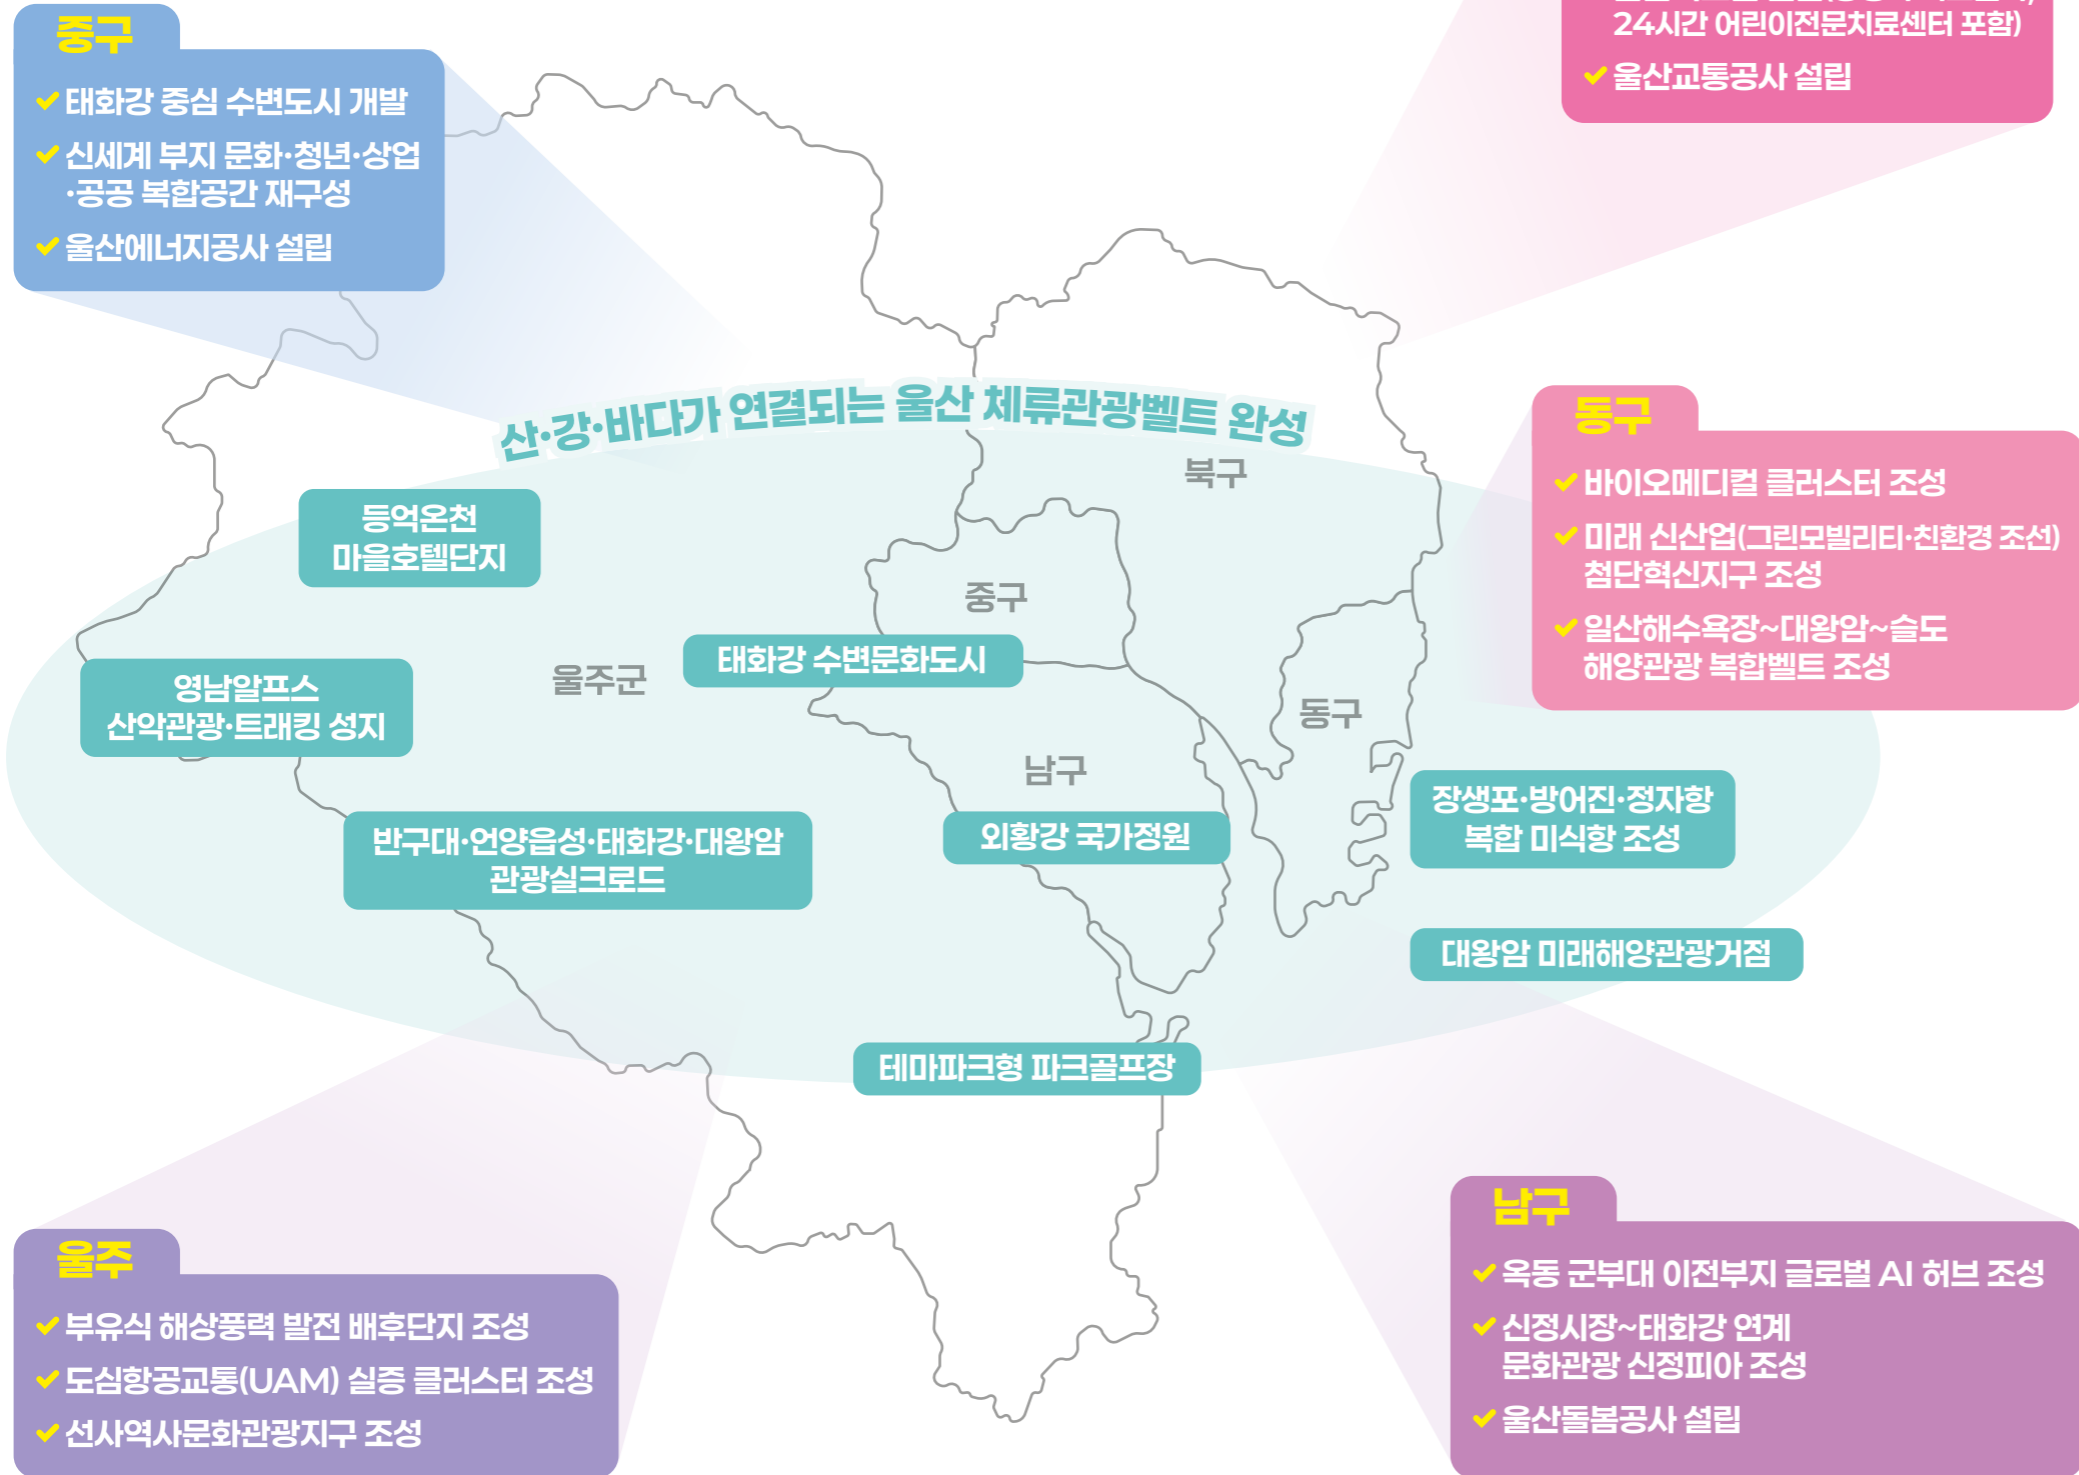 중구
태화강 중심 수변도시 개발
신세계 부지 문화·청년·상업
·공공 복합공간 재구성
울산에너지공사 설립
24시간 어린이전문치료센터 포함)
울산교통공사 설립
산·강·바다가 연결되는 울산 체류관광벨트 완성
동구
바이오메디컬 클러스터 조성
미래 신산업(그린모빌리티·친환경 조선)
첨단혁신지구 조성
일산해수욕장~대왕암~슬도
해양관광 복합벨트 조성
북구
등억온천
마을호텔단지
중구
태화강 수변문화도시
울주군
영남알프스
산악관광·트래킹 성지
동구
남구
장생포·방어진·정자항
복합 미식항 조성
반구대·언양읍성·태화강·대왕암
관광실크로드
외황강 국가정원
대왕암 미래해양관광거점
테마파크형 파크골프장
울주
부유식 해상풍력 발전 배후단지 조성
도심항공교통(UAM) 실증 클러스터 조성
선사역사문화관광지구 조성
남구
옥동 군부대 이전부지 글로벌 AI 허브 조성
신정시장~태화강 연계
문화관광 신정피아 조성
울산돌봄공사 설립